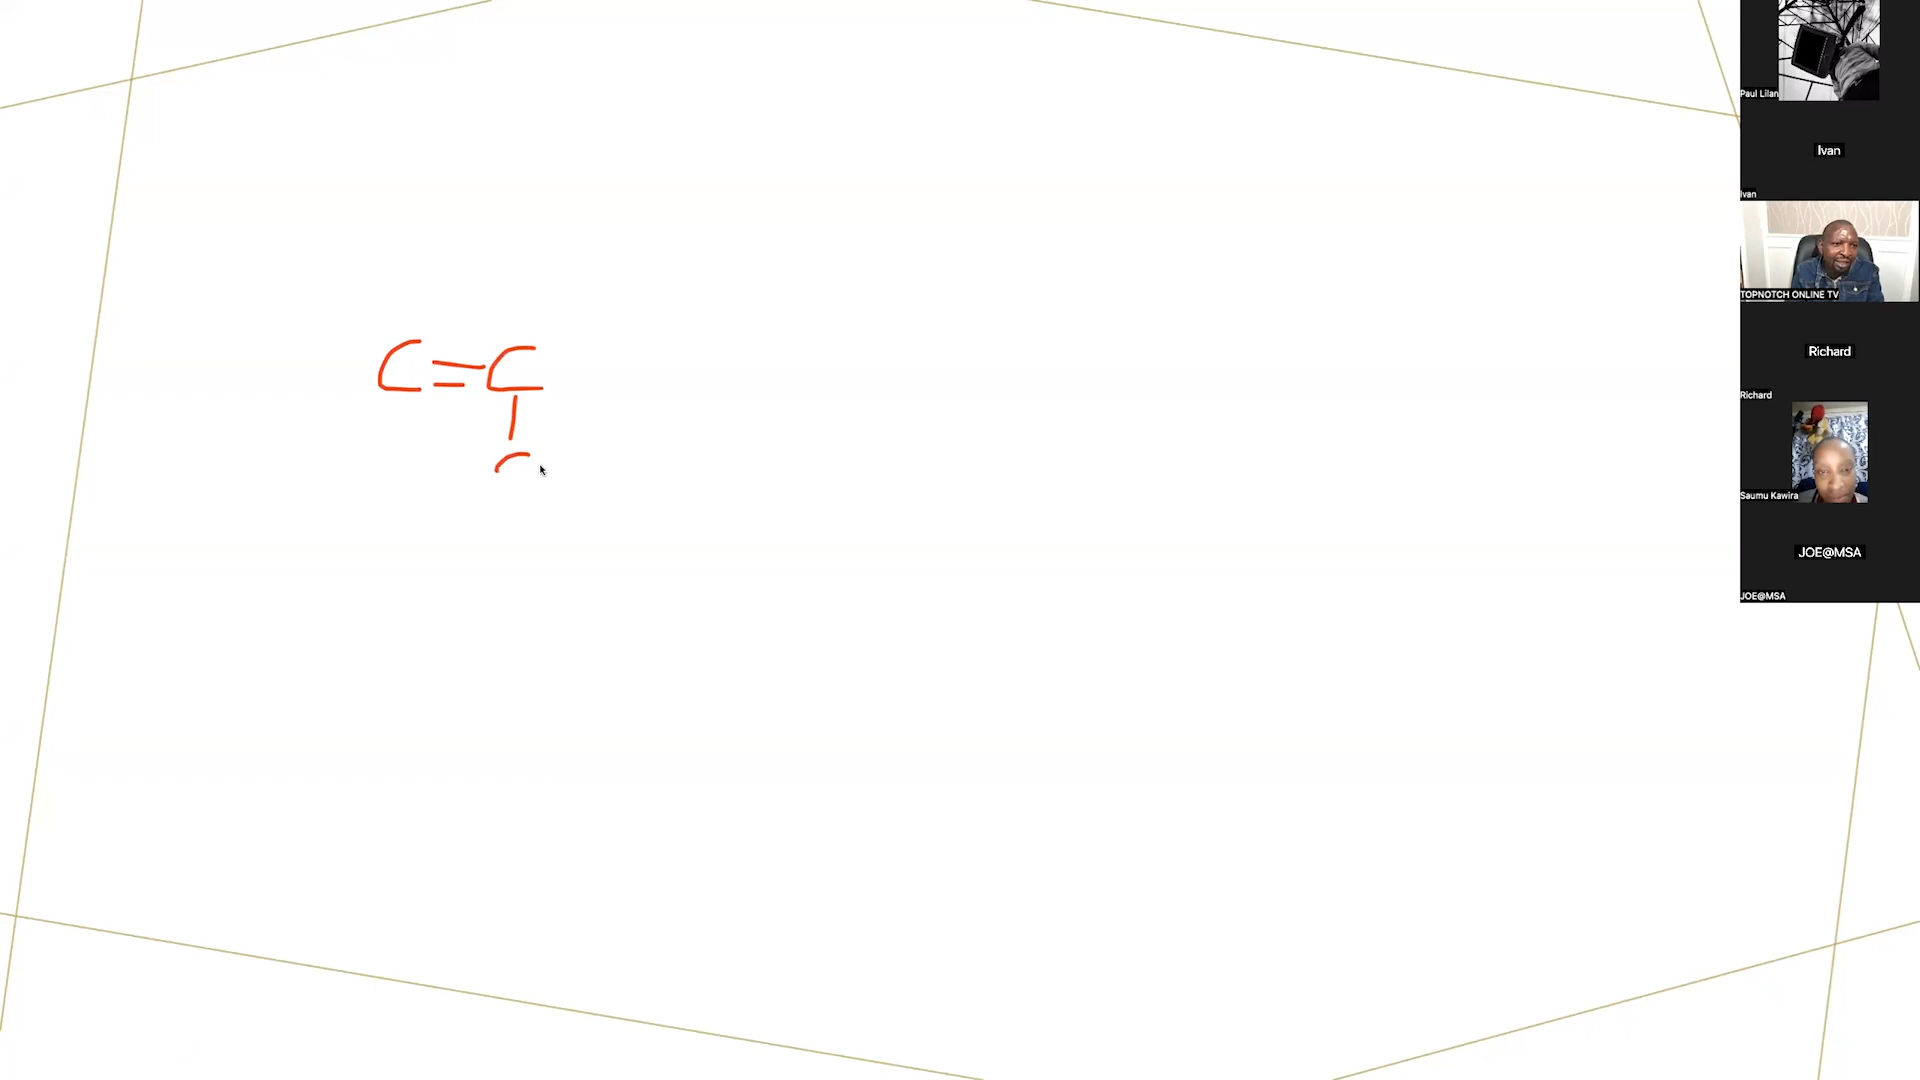 Paul Lilan
Ivan
Ivan
TOPNOTCH ONLINE TV
Richard
Richard
C=C
Saumu Kawira
JOE@MSA
JOE@MSA